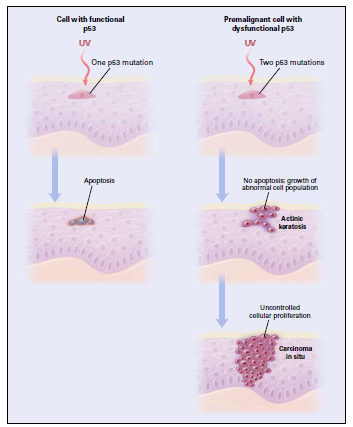 Cell with functional
p53
UV
One p53 mutation
Apoptosis
Premalignant cell with
dysfunctional p53
UV
Two p53 mutations
No apoptosis: growth of
abnormal cell population
Actinic
keratosis
Uncontrolled
cellular proliferation
Carcinoma
in situ